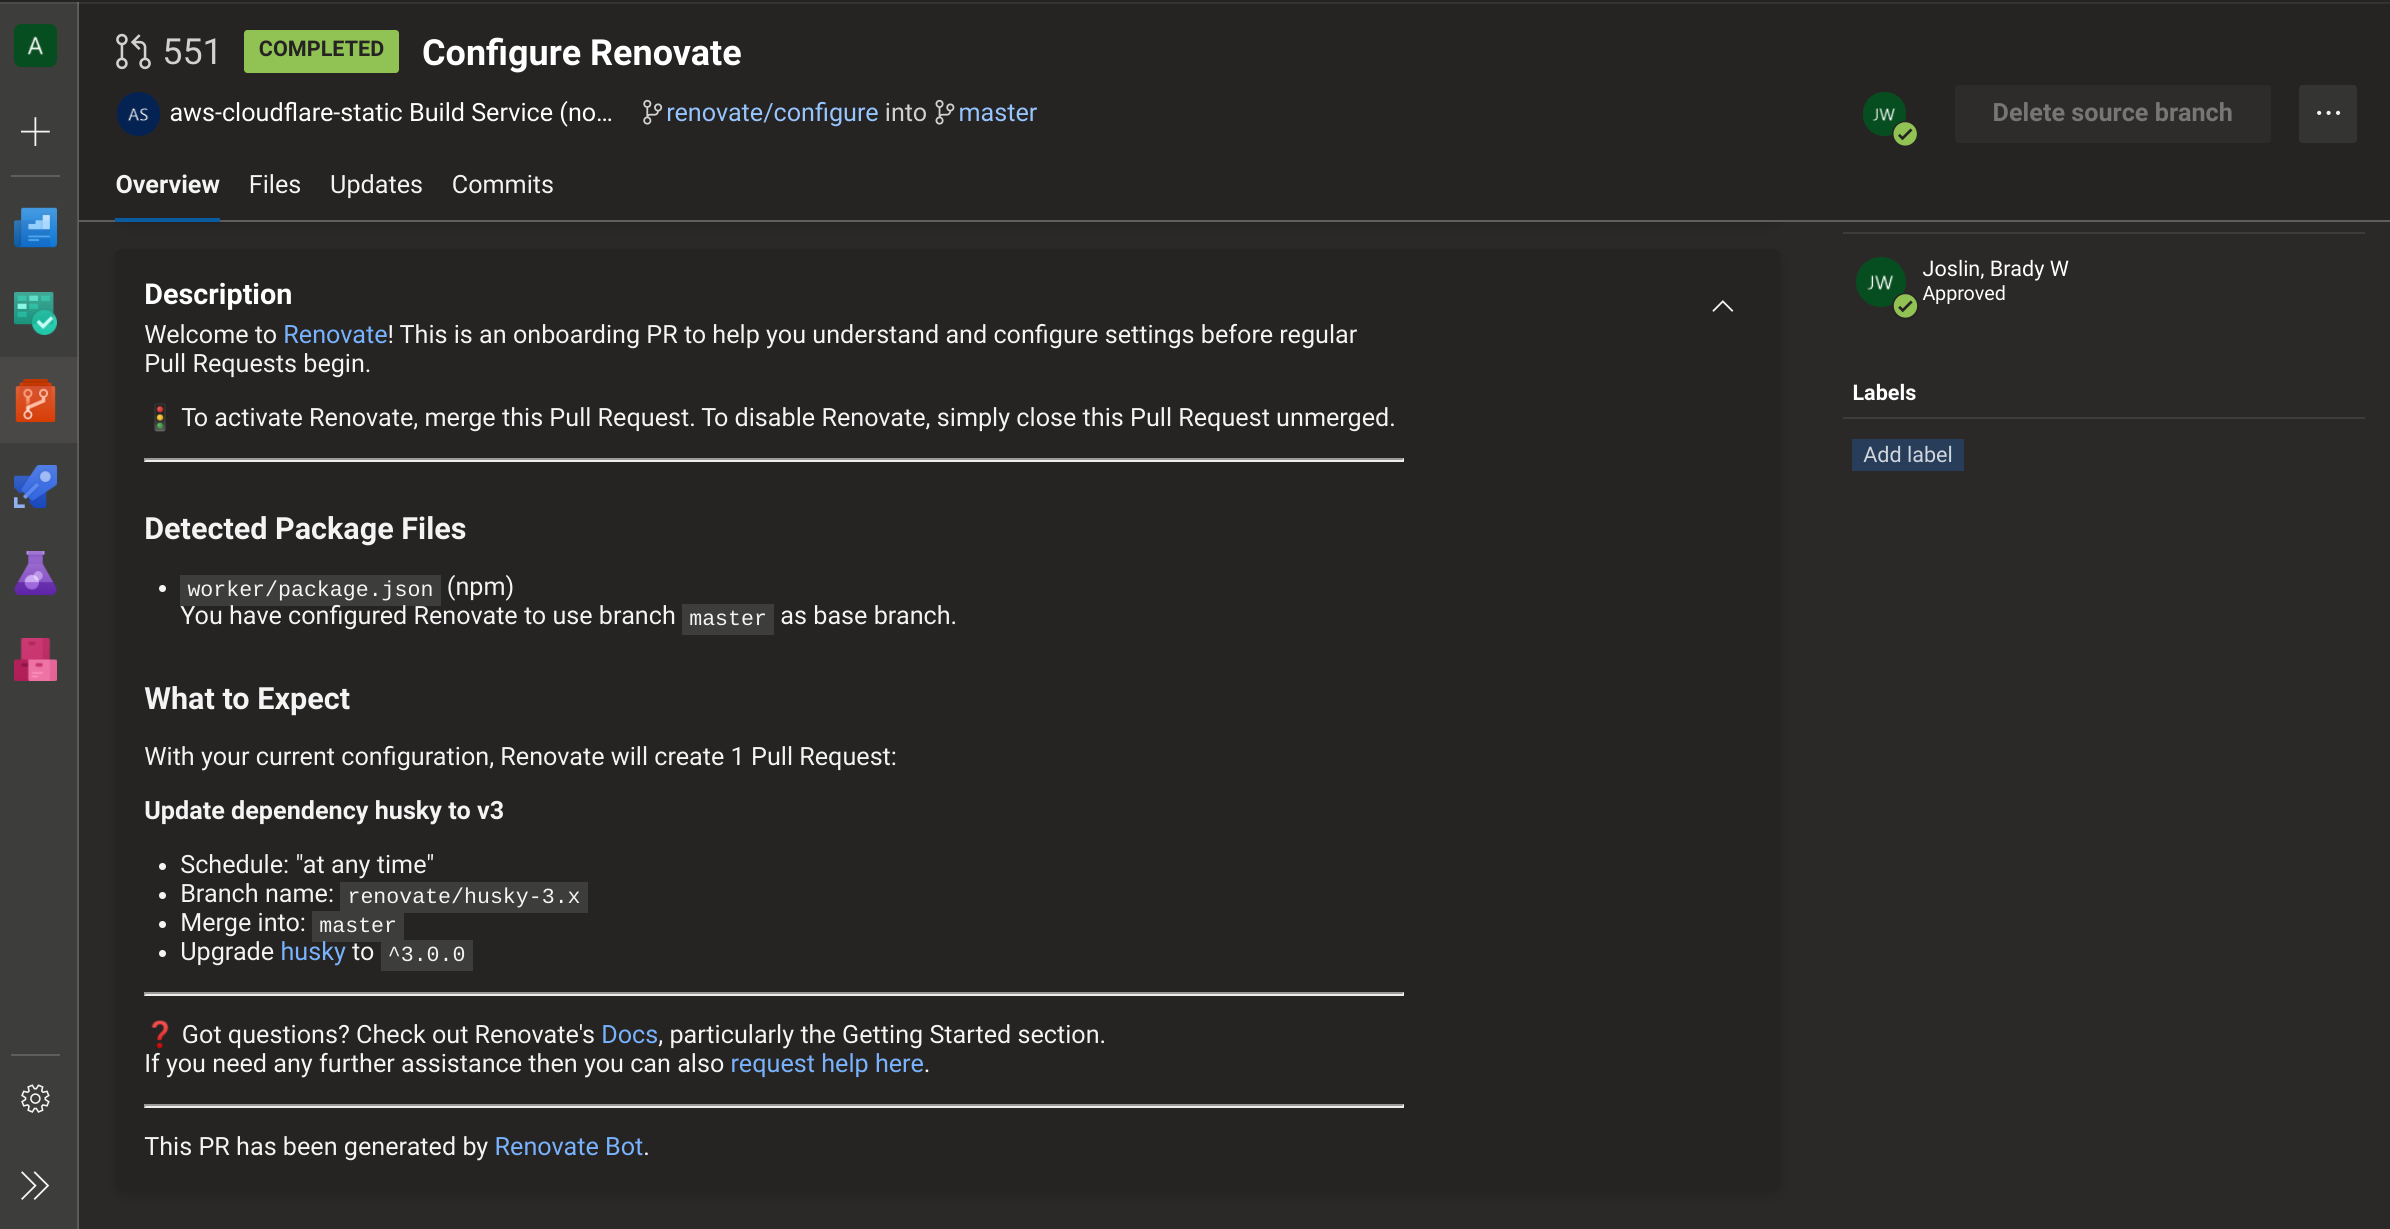 A
551 COMPLETED Configure Renovate
AS aws-cloudflare-static Build Service (no... renovate/configure into master
JW Delete source branch ...
Overview Files Updates Commits
Description
Welcome to Renovate! This is an onboarding PR to help you understand and configure settings before regular
Pull Requests begin.
🚦 To activate Renovate, merge this Pull Request. To disable Renovate, simply close this Pull Request unmerged.
Detected Package Files
• worker/package.json (npm)
You have configured Renovate to use branch master as base branch.
What to Expect
With your current configuration, Renovate will create 1 Pull Request:
Update dependency husky to v3
• Schedule: "at any time"
• Branch name: renovate/husky-3.x
• Merge into: master
• Upgrade husky to ^3.0.0
❓ Got questions? Check out Renovate's Docs, particularly the Getting Started section.
If you need any further assistance then you can also request help here.
This PR has been generated by Renovate Bot.
JW Joslin, Brady W
Approved
Labels
Add label